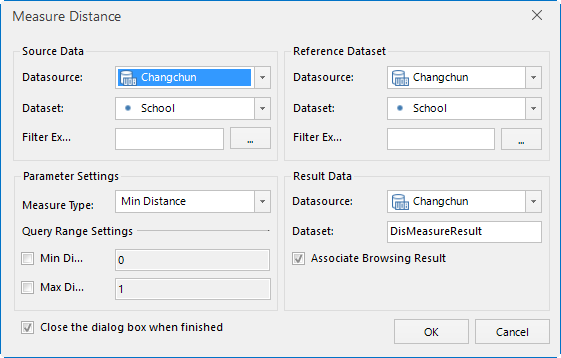 Measure Distance
Source Data
Datasource: Changchun
Dataset: School
Filter Ex... ...
Reference Dataset
Datasource: Changchun
Dataset: School
Filter Ex... ...
Parameter Settings
Measure Type: Min Distance
Query Range Settings
Min Di... 0
Max Di... 1
Result Data
Datasource: Changchun
Dataset: DisMeasureResult
Associate Browsing Result
Close the dialog box when finished
OK Cancel